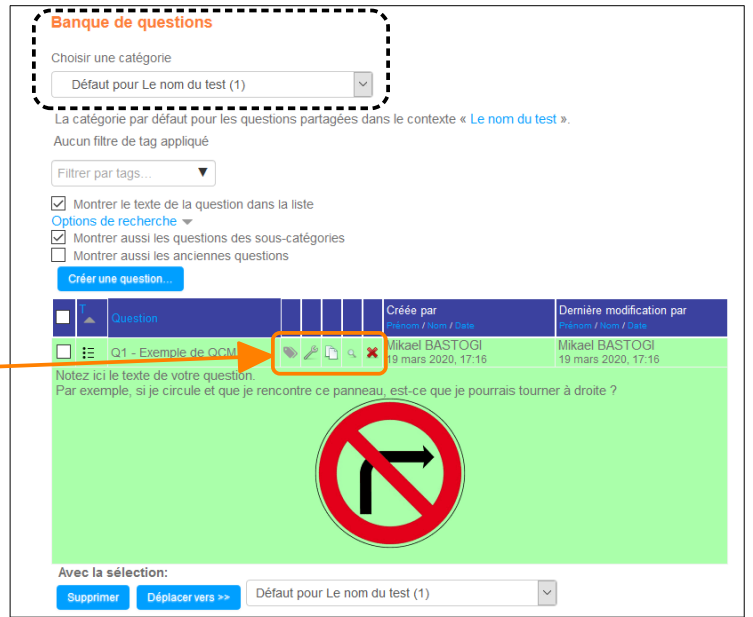 Banque de questions
Choisir une catégorie
Défaut pour Le nom du test (1)
La catégorie par défaut pour les questions partagées dans le contexte « Le nom du test ».
Aucun filtre de tag appliqué
Filtrer par tags...
Montrer le texte de la question dans la liste
Options de recherche
Montrer aussi les questions des sous-catégories
Montrer aussi les anciennes questions
Créer une question...
T Question Créée par Dernière modification par
Prénom / Nom / Date Prénom / Nom / Date
Q1 - Exemple de QCM Mikael BASTOGI Mikael BASTOGI
19 mars 2020, 17:16 19 mars 2020, 17:16
Notez ici le texte de votre question.
Par exemple, si je circule et que je rencontre ce panneau, est-ce que je pourrais tourner à droite ?
Avec la sélection:
Supprimer Déplacer vers >> Défaut pour Le nom du test (1)